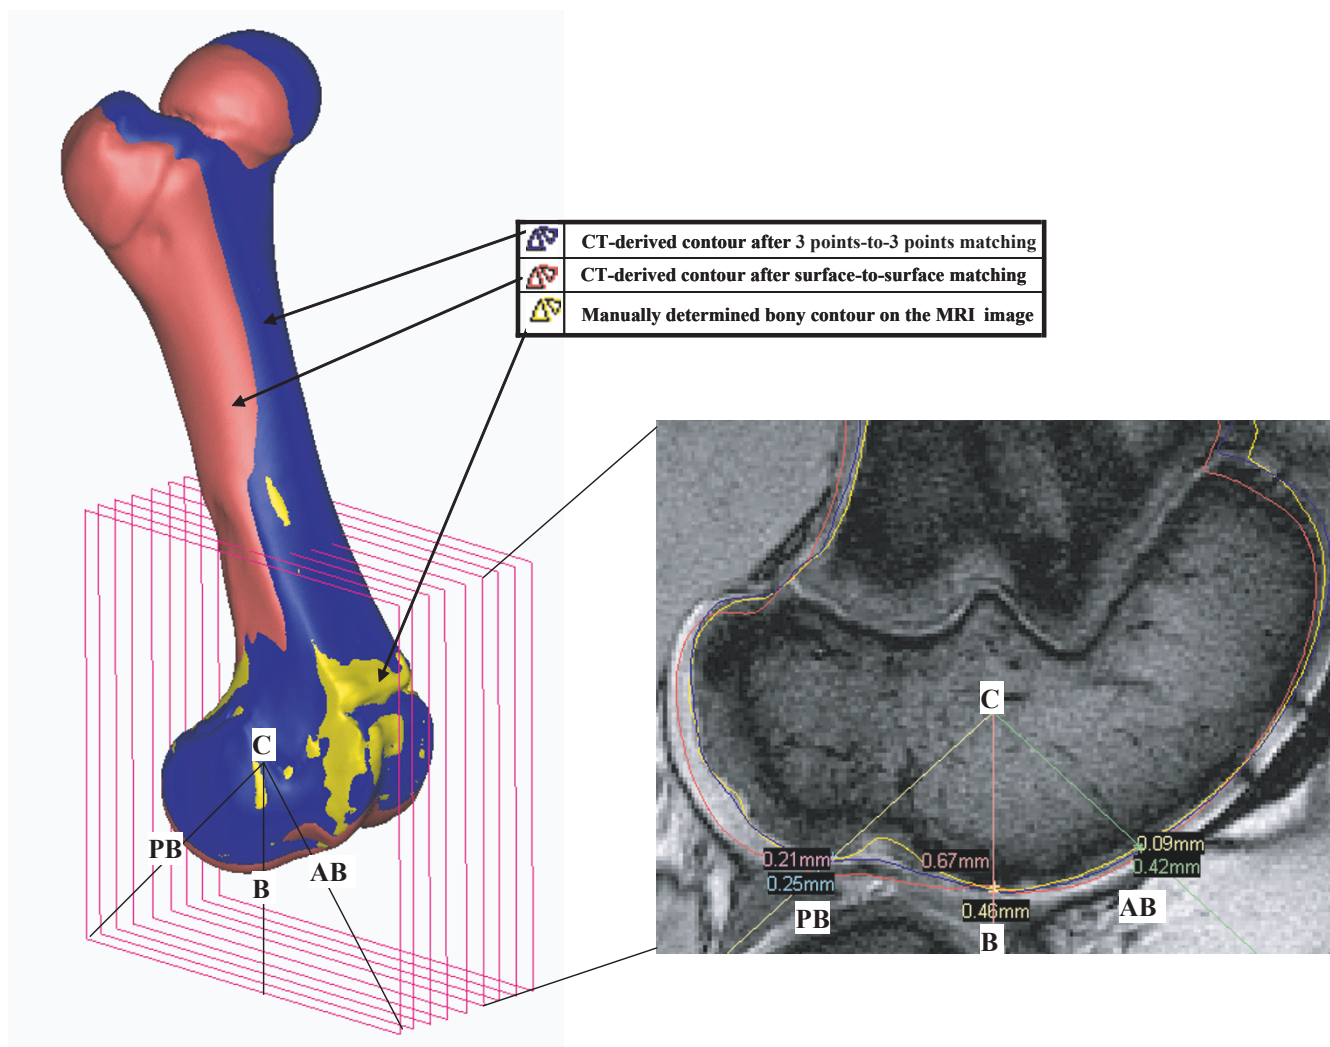 CT-derived contour after 3 points-to-3 points matching
CT-derived contour after surface-to-surface matching
Manually determined bony contour on the MRI image
C
PB
B
AB
C
0.21mm
0.67mm
0.09mm
0.25mm
0.42mm
0.46mm
PB
B
AB